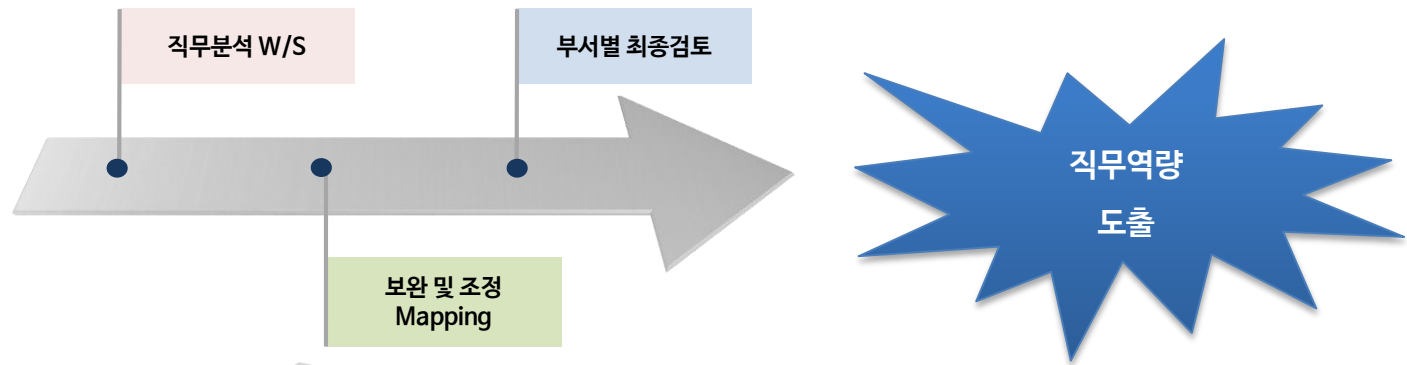 직무분석 W/S
부서별 최종검토
직무역량
도출
보완 및 조정
Mapping